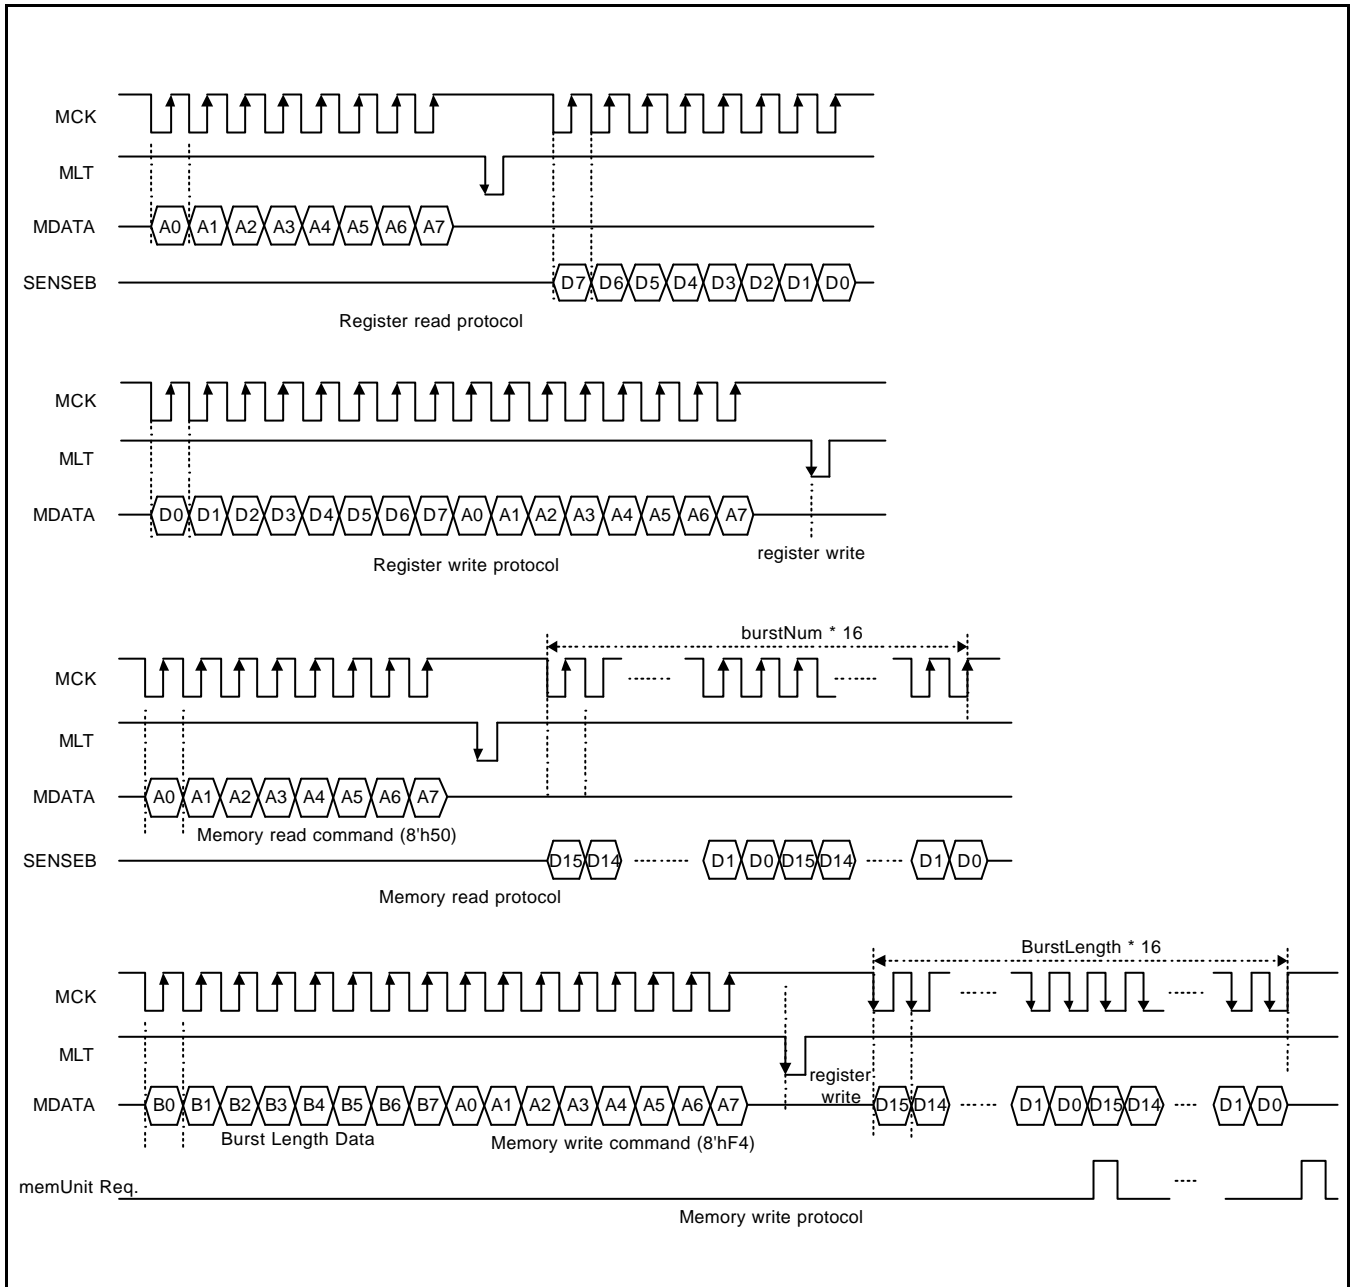 MCK
MLT
MDATA A0 A1 A2 A3 A4 A5 A6 A7
SENSEB D7 D6 D5 D4 D3 D2 D1 D0
Register read protocol
MCK
MLT
MDATA D0 D1 D2 D3 D4 D5 D6 D7 A0 A1 A2 A3 A4 A5 A6 A7
register write
Register write protocol
burstNum * 16
MCK
MLT
MDATA A0 A1 A2 A3 A4 A5 A6 A7
Memory read command (8'h50)
SENSEB D15 D14 D1 D0 D15 D14 D1 D0
Memory read protocol
BurstLength * 16
MCK
MLT
register
write
MDATA B0 B1 B2 B3 B4 B5 B6 B7 A0 A1 A2 A3 A4 A5 A6 A7 D15 D14 D1 D0 D15 D14 D1 D0
Burst Length Data Memory write command (8'hF4)
memUnit Req.
Memory write protocol